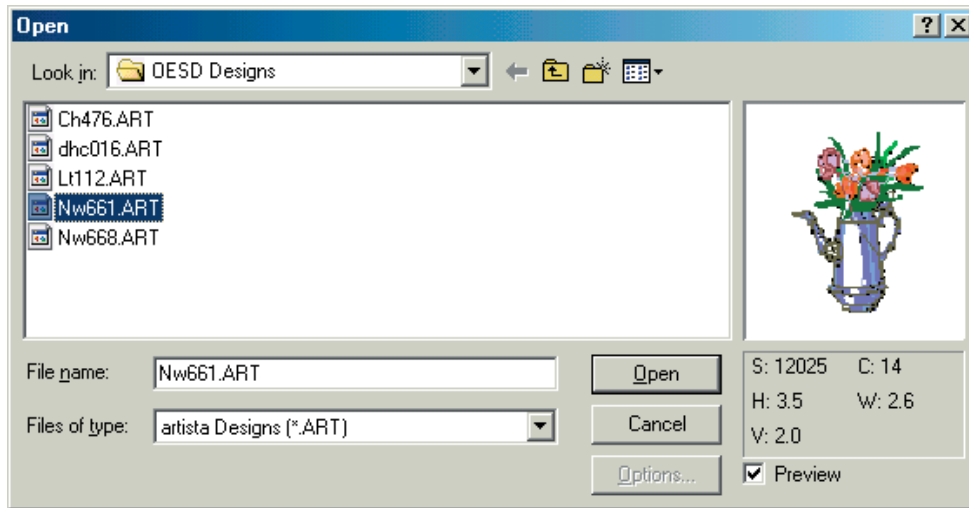 Open
Look in: OESD Designs
Ch476.ART
dhc016.ART
Lt112.ART
Nw661.ART
Nw668.ART
File name: Nw661.ART Open
Files of type: artista Designs (*.ART) Cancel
Options...
S: 12025 C: 14
H: 3.5 W: 2.6
V: 2.0
Preview